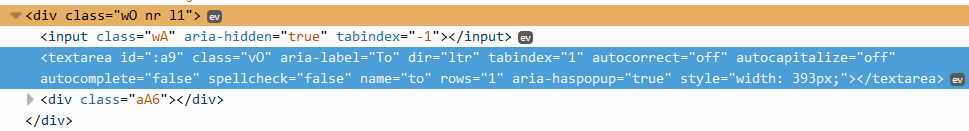 <div class="wO nr l1"> ev
<input class="wA" aria-hidden="true" tabindex="-1"></input> ev
<textarea id=":a9" class="vO" aria-label="To" dir="ltr" tabindex="1" autocorrect="off" autocapitalize="off"
autocomplete="false" spellcheck="false" name="to" rows="1" aria-haspopup="true" style="width: 393px;"></textarea> ev
<div class="aA6"></div>
</div>